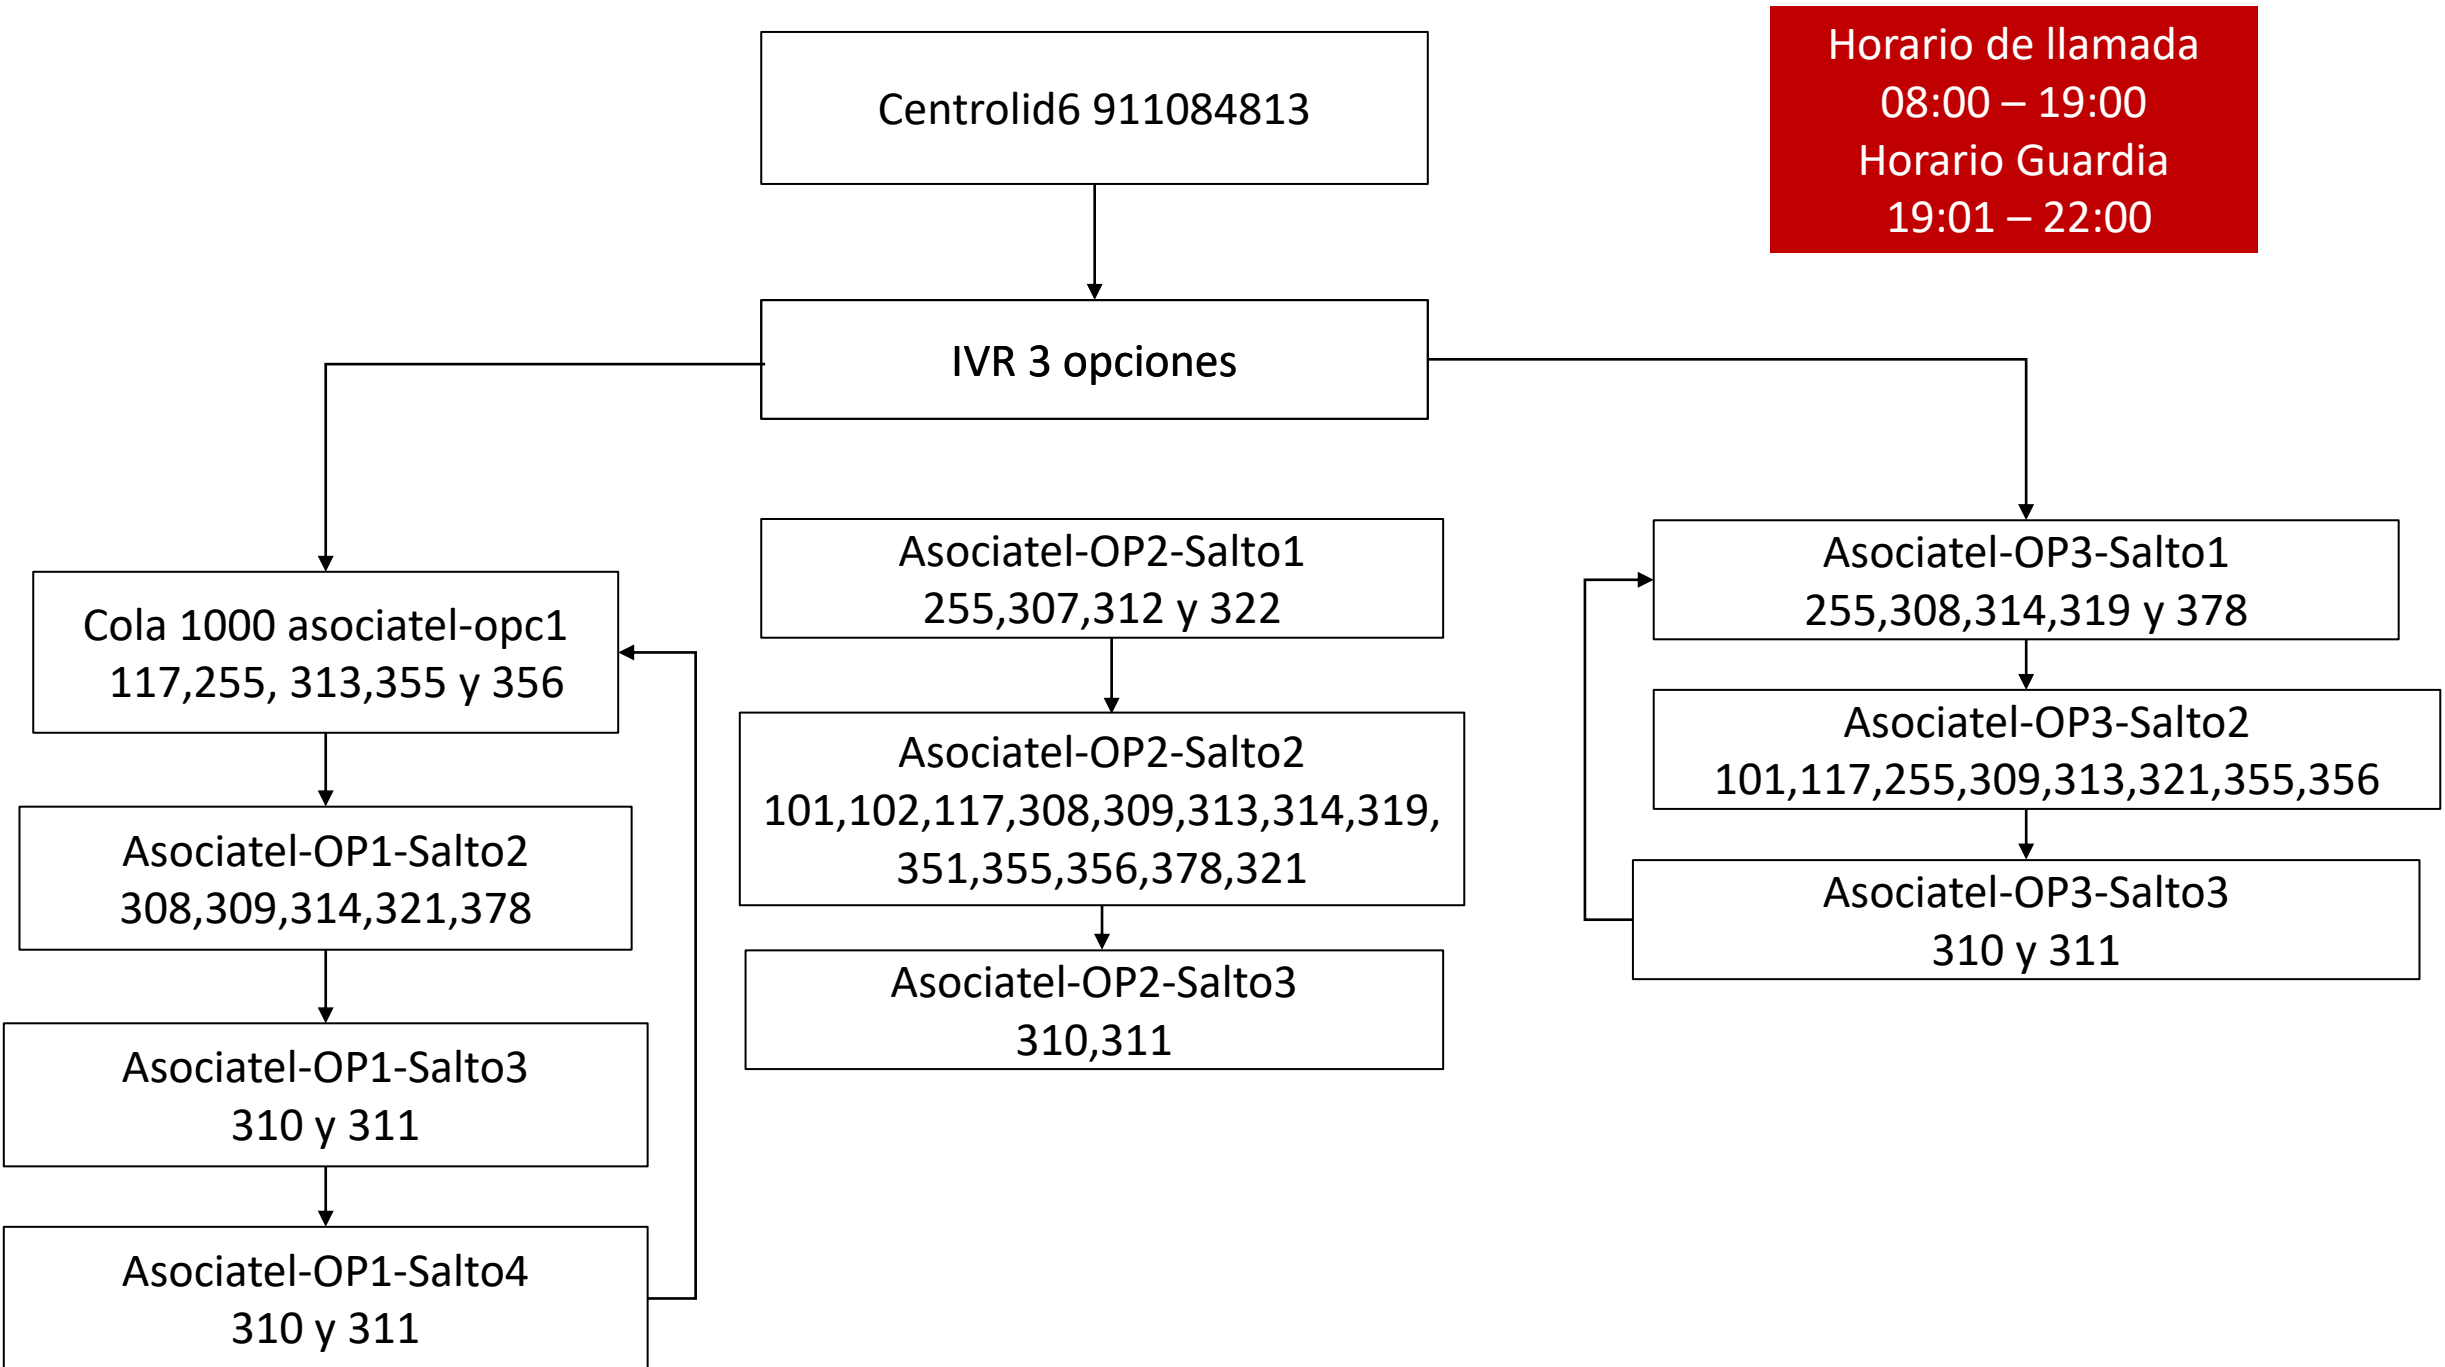 Centrolid6 911084813
Horario de llamada
08:00 – 19:00
Horario Guardia
19:01 – 22:00
IVR 3 opciones
Cola 1000 asociatel-opc1
117,255, 313,355 y 356
Asociatel-OP1-Salto2
308,309,314,321,378
Asociatel-OP1-Salto3
310 y 311
Asociatel-OP1-Salto4
310 y 311
Asociatel-OP2-Salto1
255,307,312 y 322
Asociatel-OP2-Salto2
101,102,117,308,309,313,314,319,
351,355,356,378,321
Asociatel-OP2-Salto3
310,311
Asociatel-OP3-Salto1
255,308,314,319 y 378
Asociatel-OP3-Salto2
101,117,255,309,313,321,355,356
Asociatel-OP3-Salto3
310 y 311